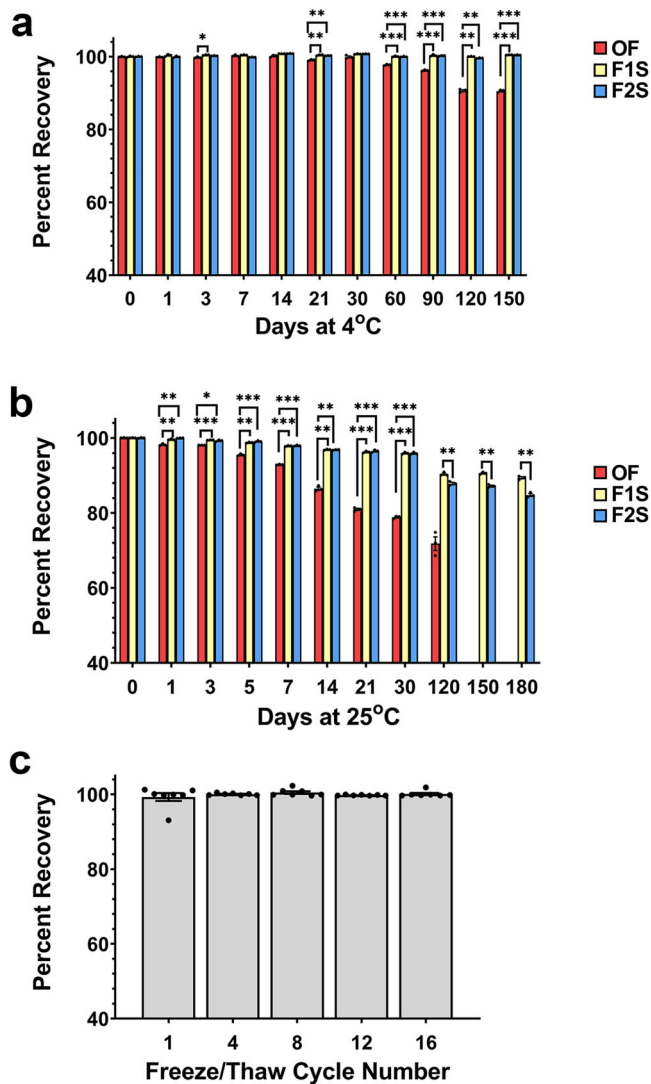 a
* ** ** *** *** *** *** ** ** *** ***
100
80
60
40
Percent Recovery
0 1 3 7 14 21 30 60 90 120 150
Days at 4°C
OF
F1S
F2S
b
** ** * *** *** ** *** *** ** ** *** *** *** *** ** ** **
100
80
60
40
Percent Recovery
0 1 3 5 7 14 21 30 120 150 180
Days at 25°C
OF
F1S
F2S
c
100
80
60
40
Percent Recovery
1 4 8 12 16
Freeze/Thaw Cycle Number